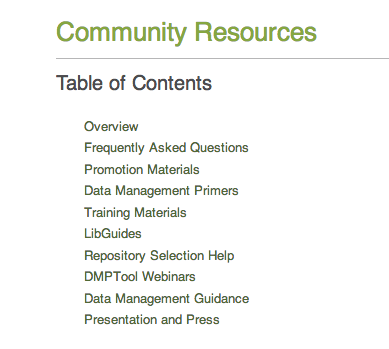 Community Resources
Table of Contents
Overview
Frequently Asked Questions
Promotion Materials
Data Management Primers
Training Materials
LibGuides
Repository Selection Help
DMPTool Webinars
Data Management Guidance
Presentation and Press